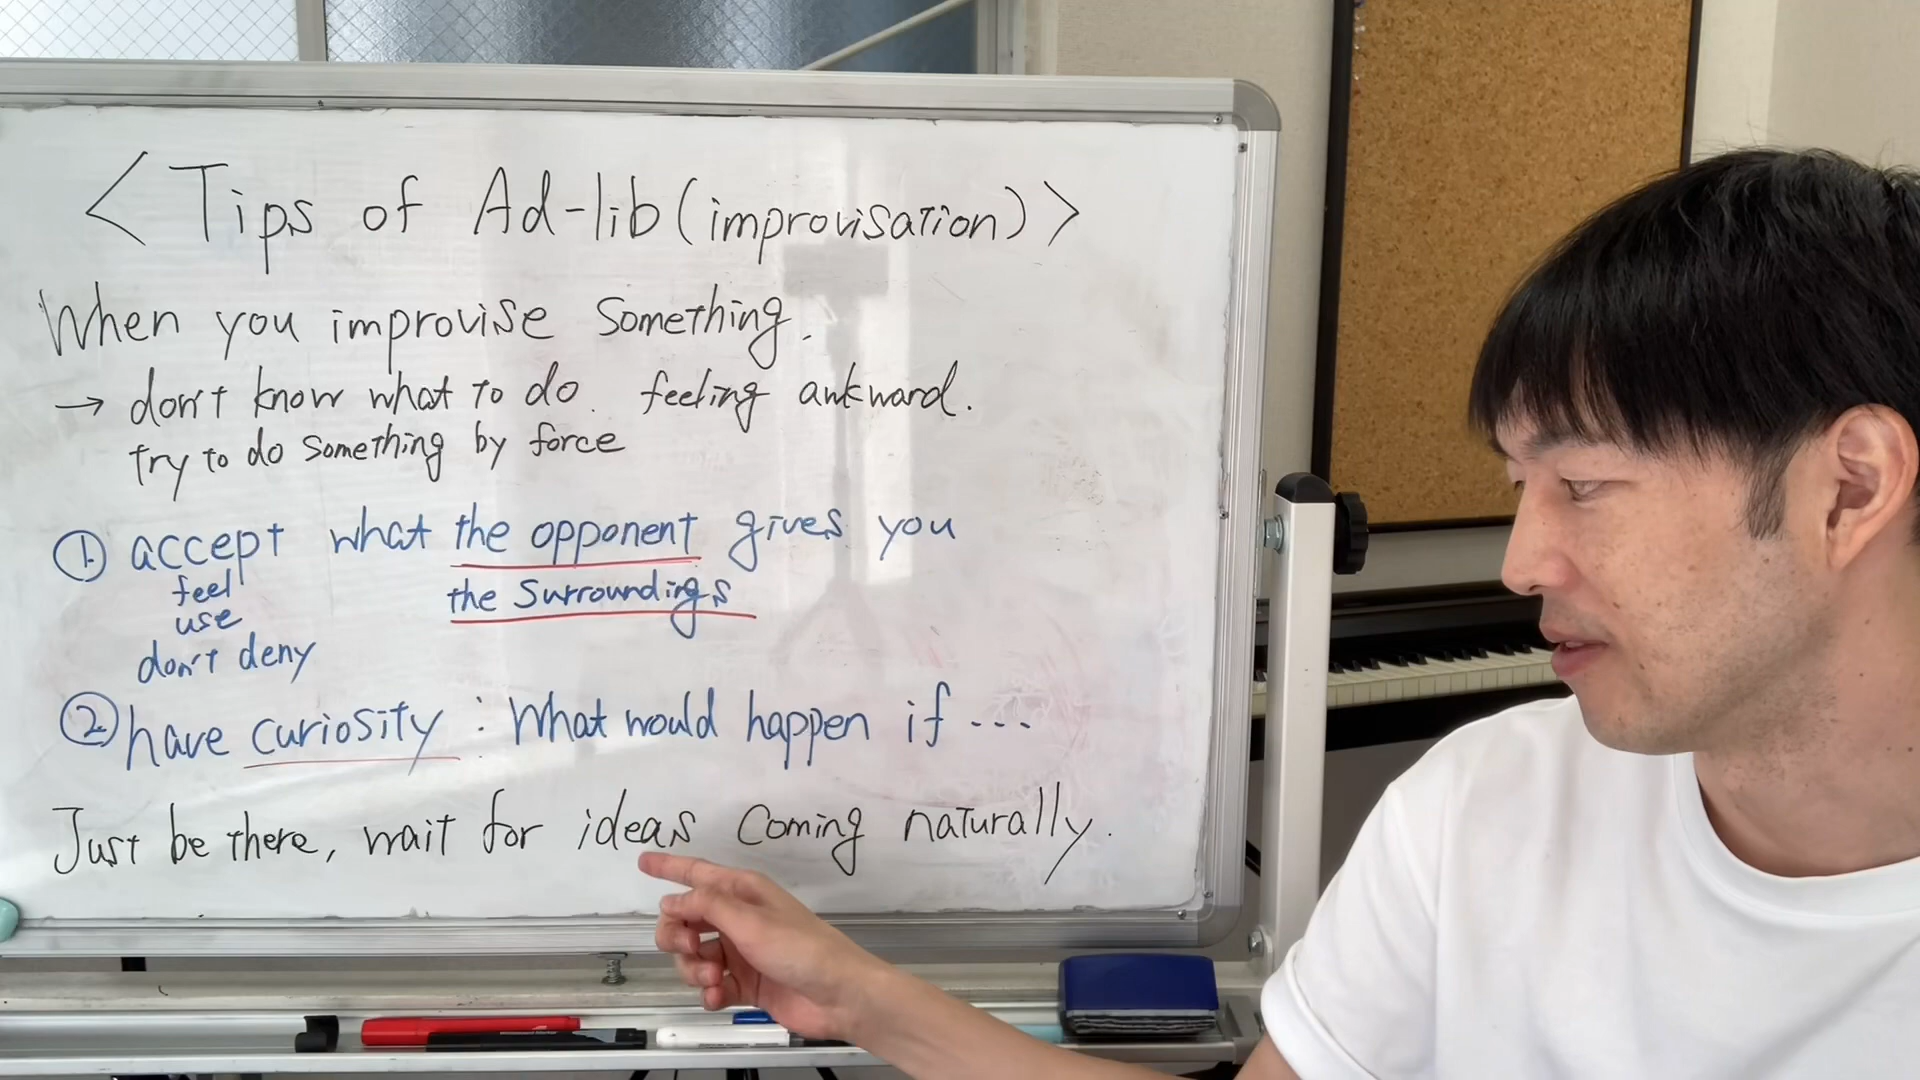 <Tips of Ad-lib (improvisation)>
When you improvise something.
→ don't know what to do. feeling awkward.
try to do something by force
① accept what the opponent gives you
feel the surroundings
use
don't deny
② have curiosity : What would happen if ...
Just be there, wait for ideas coming naturally.